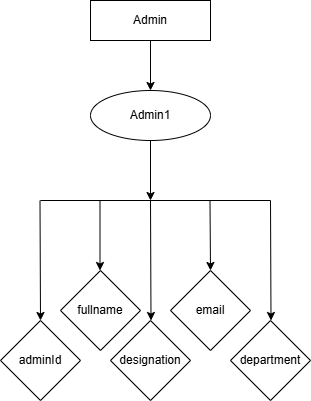 Admin
Admin1
fullname
email
adminId
designation
department